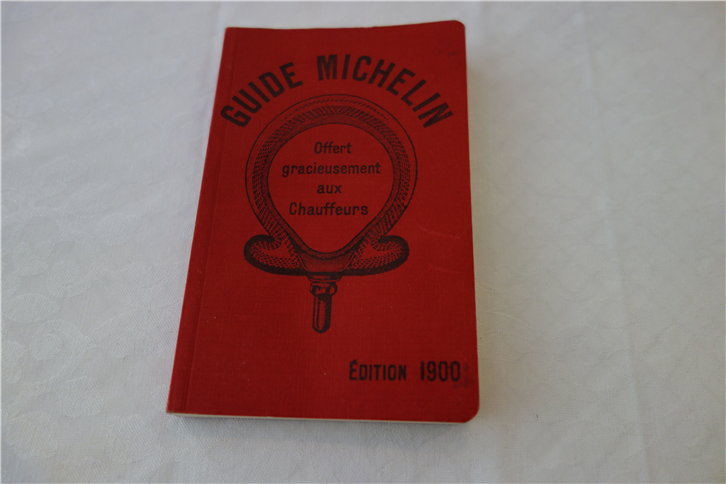 GUIDE MICHELIN
Offert
gracieusement
aux
Chauffeurs
ÉDITION 1900